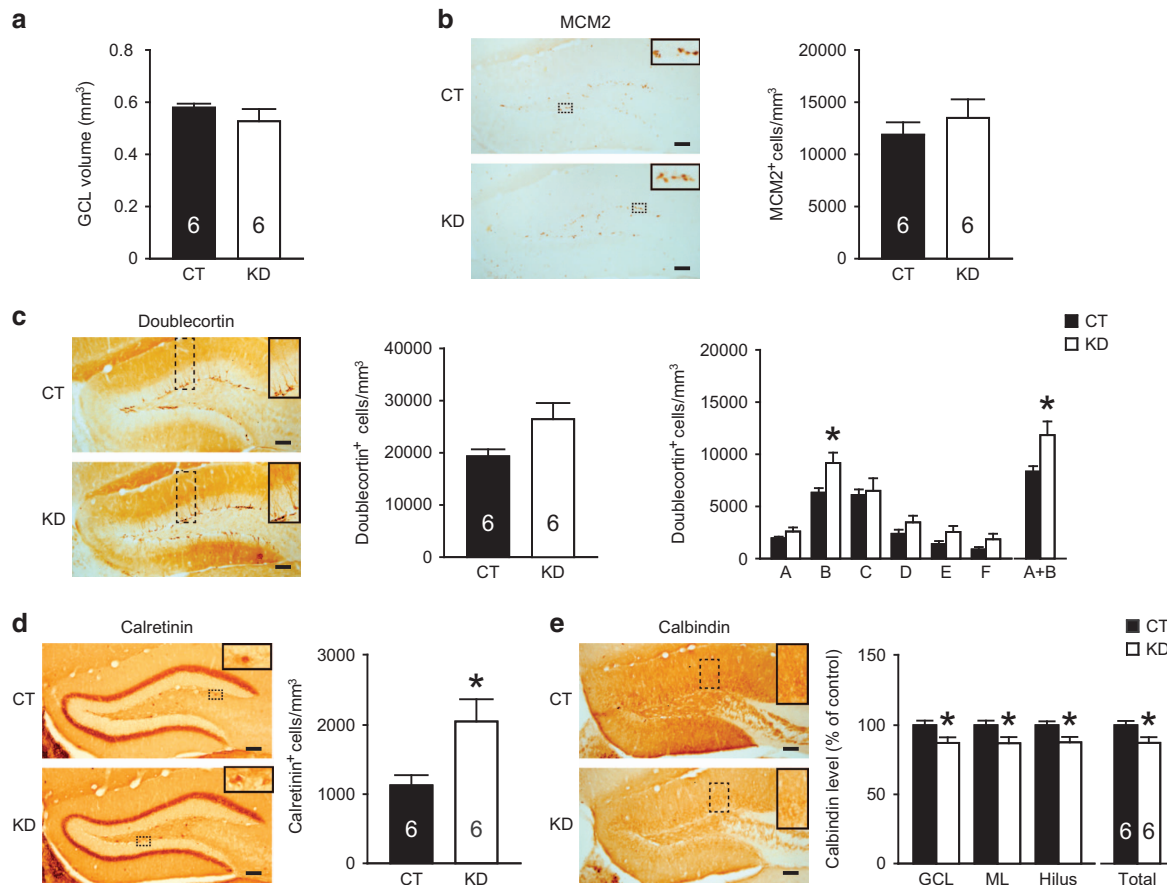 a
GCL volume (mm³)
0.8
0.6
0.4
0.2
0
6
6
CT
KD
b
MCM2
CT
KD
MCM2⁺ cells/mm³
20000
15000
10000
5000
0
6
6
CT
KD
c
Doublecortin
CT
KD
Doublecortin⁺ cells/mm³
40000
30000
20000
10000
0
6
6
CT
KD
CT
KD
Doublecortin⁺ cells/mm³
20000
15000
10000
5000
0
*
*
A B C D E F A+B
d
Calretinin
CT
KD
Calretinin⁺ cells/mm³
3000
2000
1000
0
*
6
6
CT
KD
e
Calbindin
CT
KD
CT
KD
Calbindin level (% of control)
150
100
50
0
* * * *
6 6
GCL ML Hilus Total